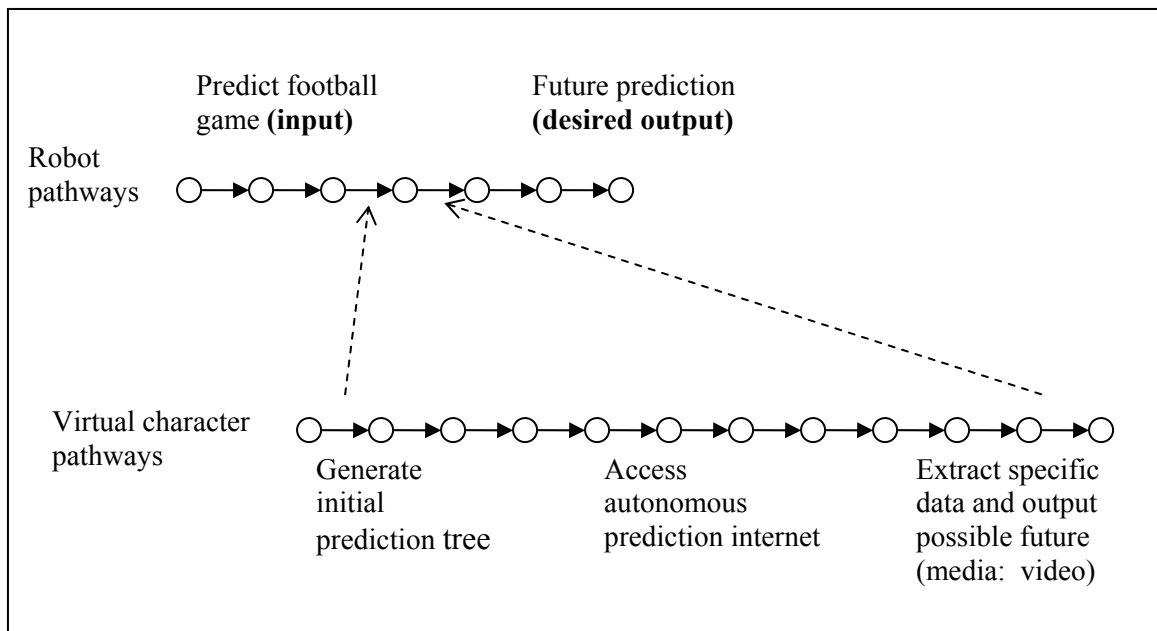 Predict football
game (input)
Future prediction
(desired output)
Robot
pathways
Virtual character
pathways
Generate
initial
prediction tree
Access
autonomous
prediction internet
Extract specific
data and output
possible future
(media: video)